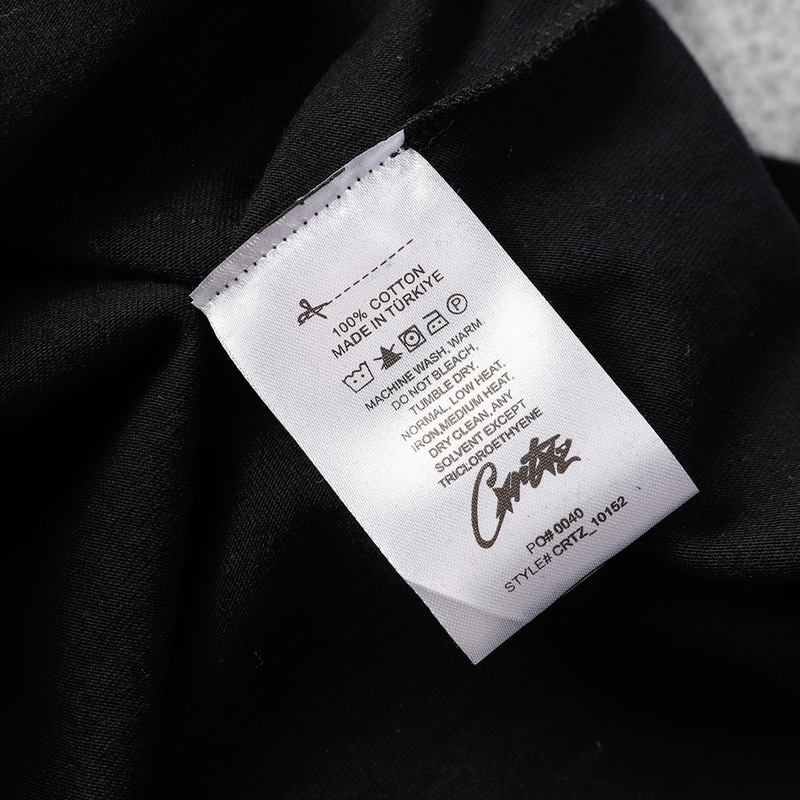 100% COTTON
MADE IN TÜRKIYE
P
MACHINE WASH, WARM
DO NOT BLEACH,
TUMBLE DRY,
NORMAL, LOW HEAT,
IRON,MEDIUM HEAT,
DRY CLEAN, ANY
SOLVENT EXCEPT
TRICLOROETHYENE
Crtz
PO# 0040
STYLE# CRTZ_10152